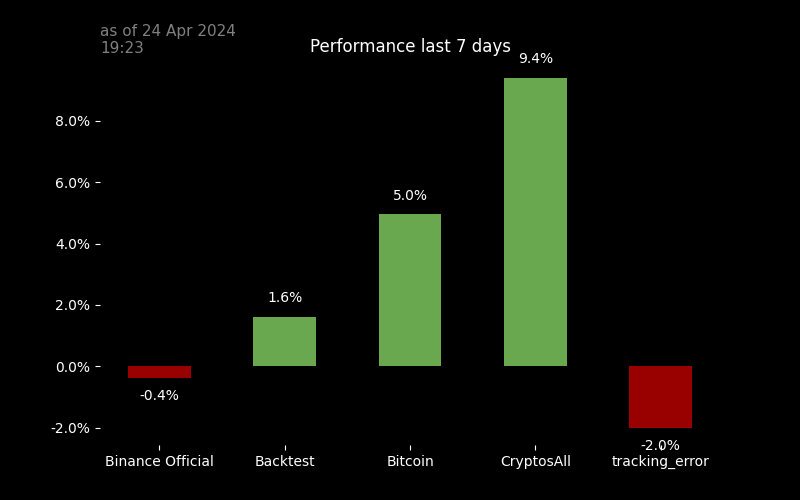 as of 24 Apr 2024
19:23
Performance last 7 days
9.4%
8.0%
6.0%
5.0%
4.0%
1.6%
2.0%
0.0%
-0.4%
-2.0%
-2.0%
Binance Official
Backtest
Bitcoin
CryptosAll
tracking_error